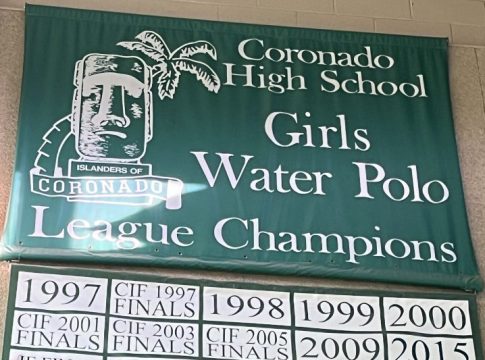 Coronado
High School
Girls
Water Polo
ISLANDERS OF
CORONADO
League Champions
1997
CIF 1997
FINALS
1998
1999
2000
CIF 2001
FINALS
CIF 2003
FINALS
CIF 2005
FINALS
2009
2015